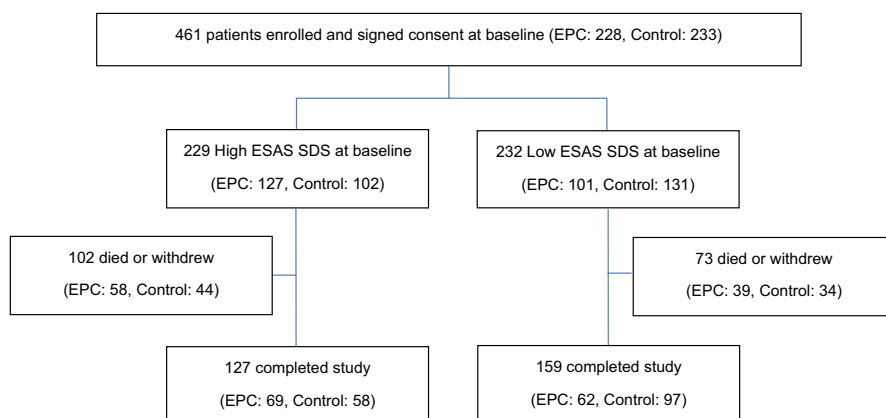 461 patients enrolled and signed consent at baseline (EPC: 228, Control: 233)
229 High ESAS SDS at baseline
(EPC: 127, Control: 102)
232 Low ESAS SDS at baseline
(EPC: 101, Control: 131)
102 died or withdrew
(EPC: 58, Control: 44)
73 died or withdrew
(EPC: 39, Control: 34)
127 completed study
(EPC: 69, Control: 58)
159 completed study
(EPC: 62, Control: 97)